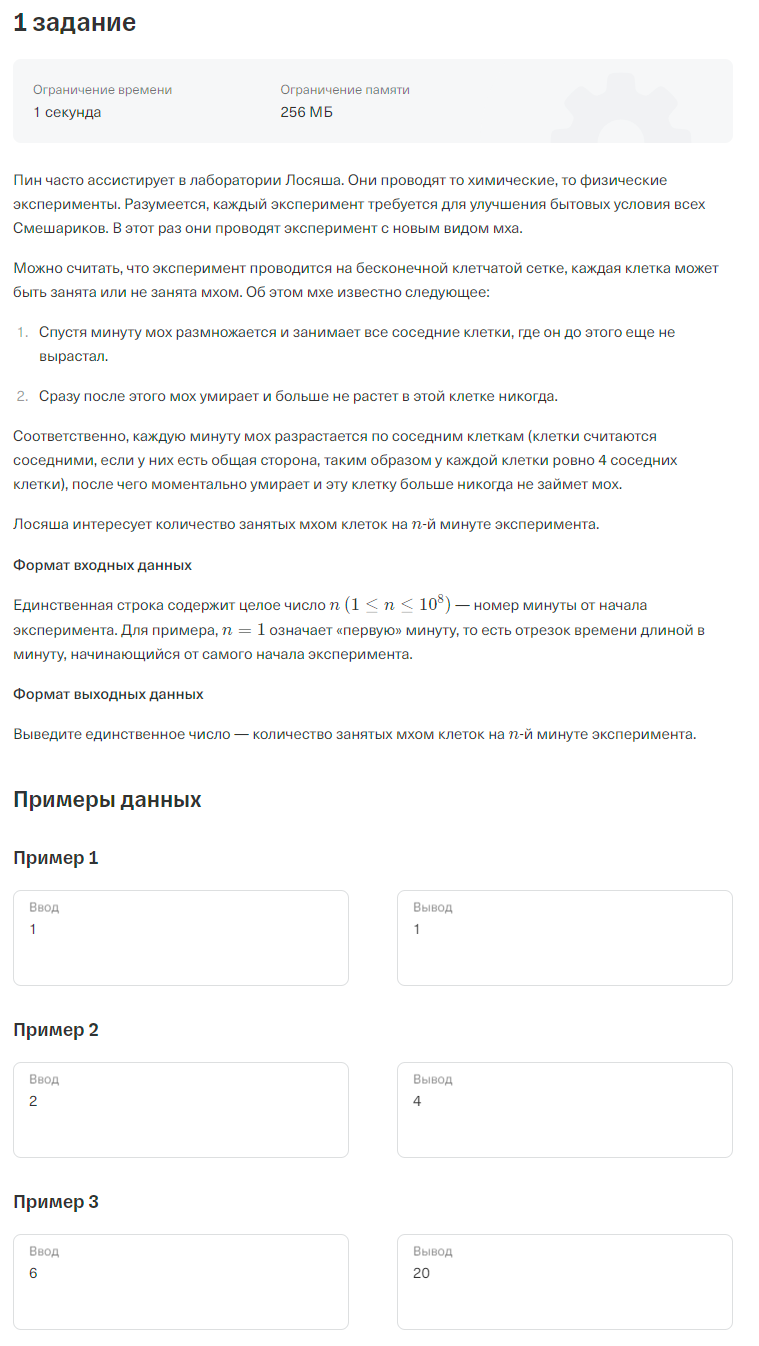 1 задание
Ограничение времени
Ограничение памяти
1 секунда
256 МБ
Пин часто ассистирует в лаборатории Лосяша. Они проводят то химические, то физические
эксперименты. Разумеется, каждый эксперимент требуется для улучшения бытовых условия всех
Смешариков. В этот раз они проводят эксперимент с новым видом мха.
Можно считать, что эксперимент проводится на бесконечной клетчатой сетке, каждая клетка может
быть занята или не занята мхом. Об этом мхе известно следующее:
1. Спустя минуту мох размножается и занимает все соседние клетки, где он до этого еще не
вырастал.
2. Сразу после этого мох умирает и больше не растет в этой клетке никогда.
Соответственно, каждую минуту мох разрастается по соседним клеткам (клетки считаются
соседними, если у них есть общая сторона, таким образом у каждой клетки ровно 4 соседних
клетки), после чего моментально умирает и эту клетку больше никогда не займет мох.
Лосяша интересует количество занятых мхом клеток на n-й минуте эксперимента.
Формат входных данных
Единственная строка содержит целое число n (1 ≤ n ≤ 10⁸) — номер минуты от начала
эксперимента. Для примера, n = 1 означает «первую» минуту, то есть отрезок времени длиной в
минуту, начинающийся от самого начала эксперимента.
Формат выходных данных
Выведите единственное число — количество занятых мхом клеток на n-й минуте эксперимента.
Примеры данных
Пример 1
Ввод
1
Вывод
1
Пример 2
Ввод
2
Вывод
4
Пример 3
Ввод
6
Вывод
20